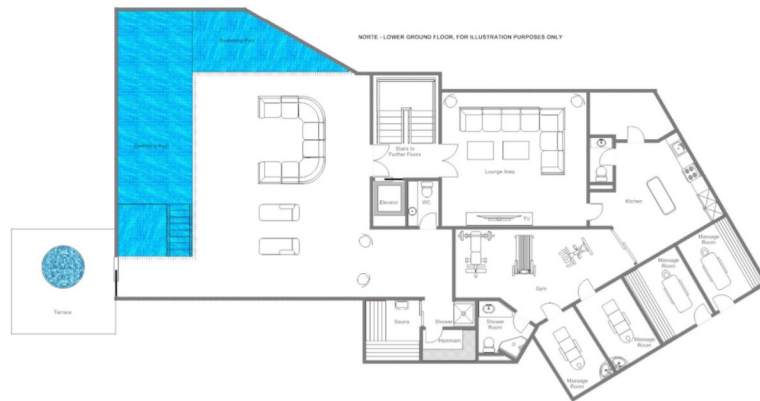 NORTE - LOWER GROUND FLOOR, FOR ILLUSTRATION PURPOSES ONLY
Swimming Pool
Swimming Pool
Stairs to
Further Floors
Lounge Area
Elevator
WC
TV
Kitchen
Massage
Room
Massage
Room
Gym
Terrace
Sauna
Shower
Shower
Room
Hammam
Massage
Room
Massage
Room